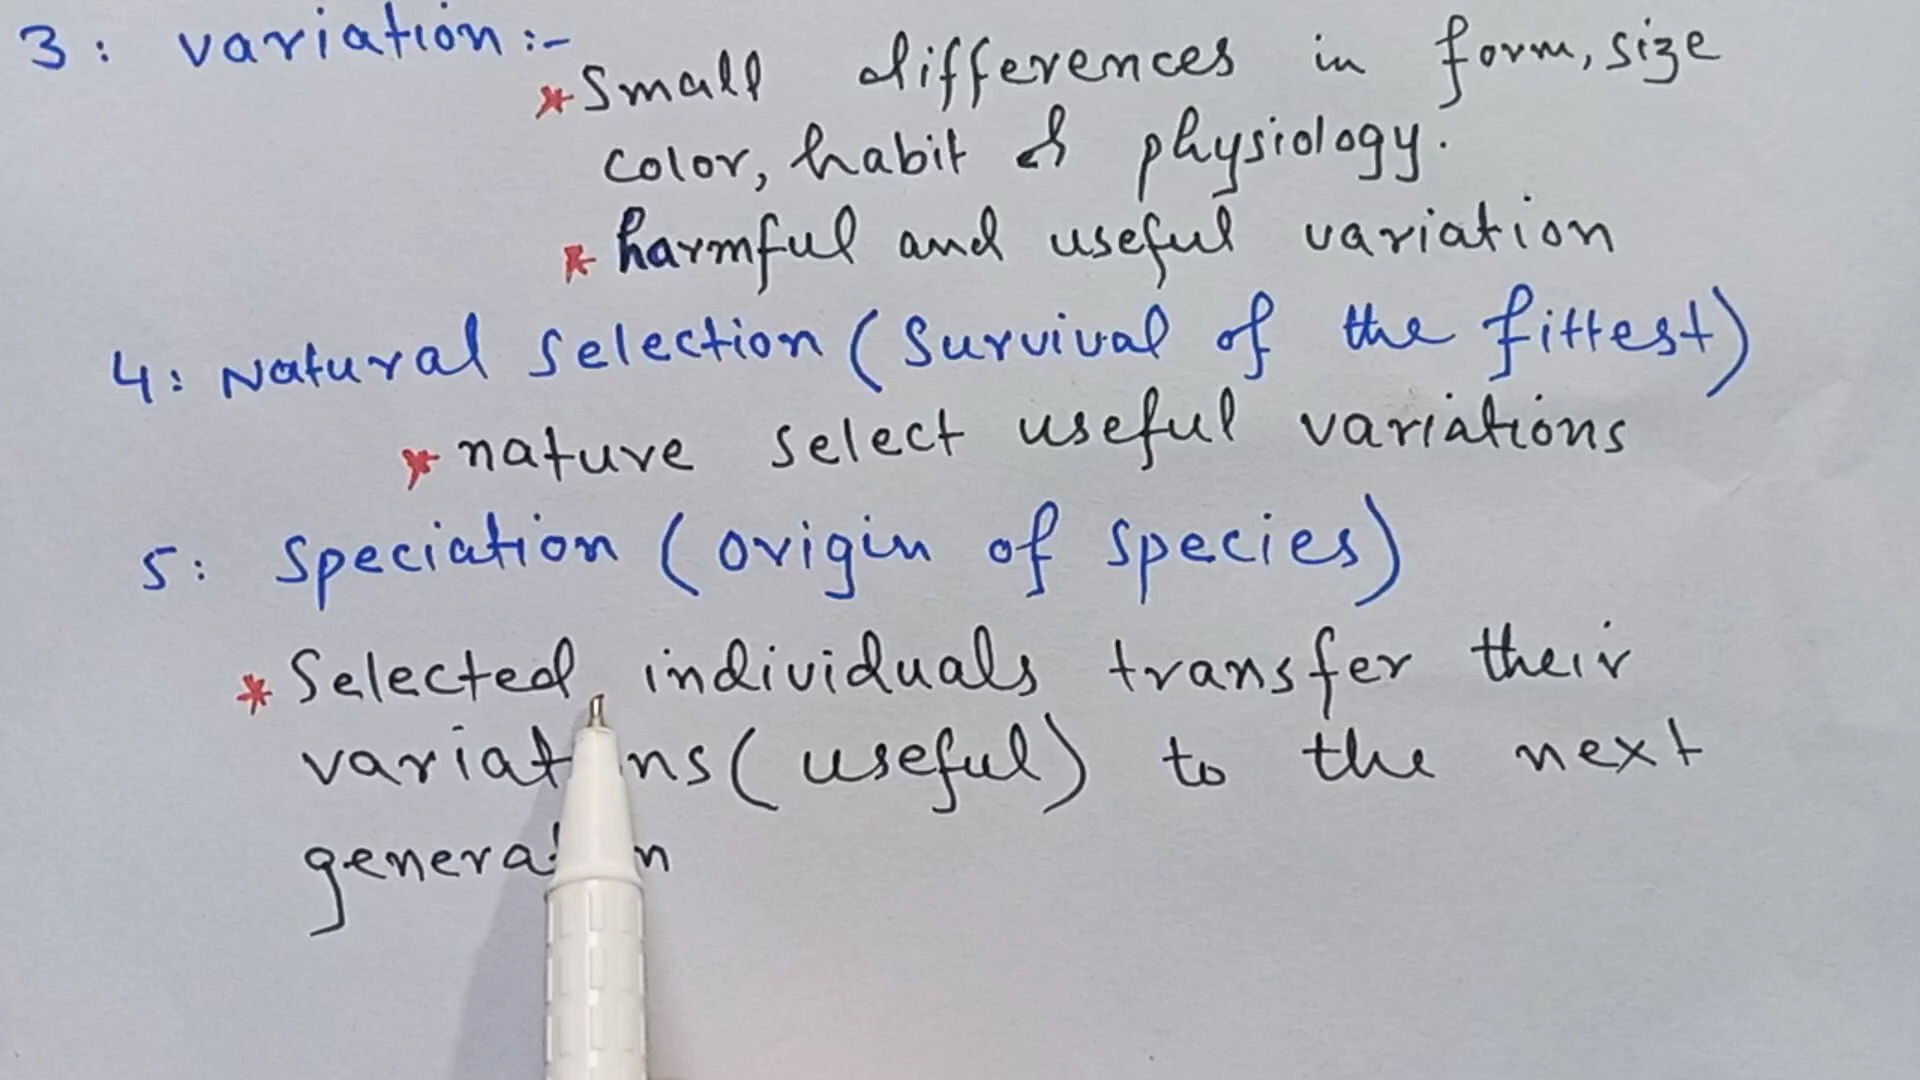 3: variation:-
* Small differences in form, size
color, habit & physiology.
* harmful and useful variation
4: Natural Selection (Survival of the fittest)
* nature select useful variations
5: Speciation (origin of species)
* Selected individuals transfer their
variations (useful) to the next
generation